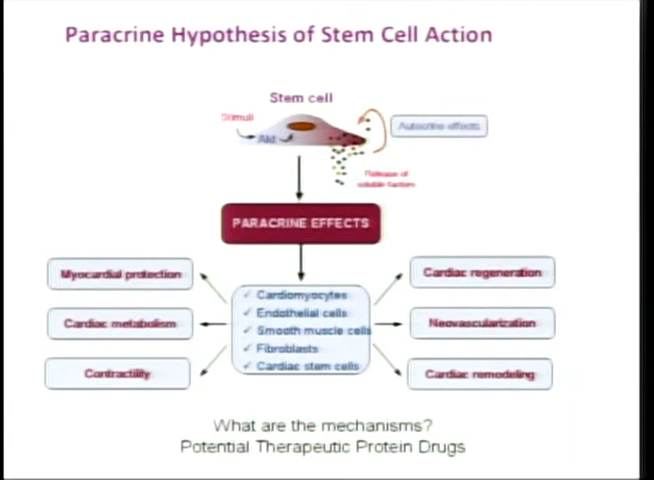 Paracrine Hypothesis of Stem Cell Action
Stem cell
Stimuli
Akt
Autocrine effects
Release of
soluble factors
PARACRINE EFFECTS
Myocardial protection
Cardiac metabolism
Contractility
✓ Cardiomyocytes
✓ Endothelial cells
✓ Smooth muscle cells
✓ Fibroblasts
✓ Cardiac stem cells
Cardiac regeneration
Neovascularization
Cardiac remodeling
What are the mechanisms?
Potential Therapeutic Protein Drugs